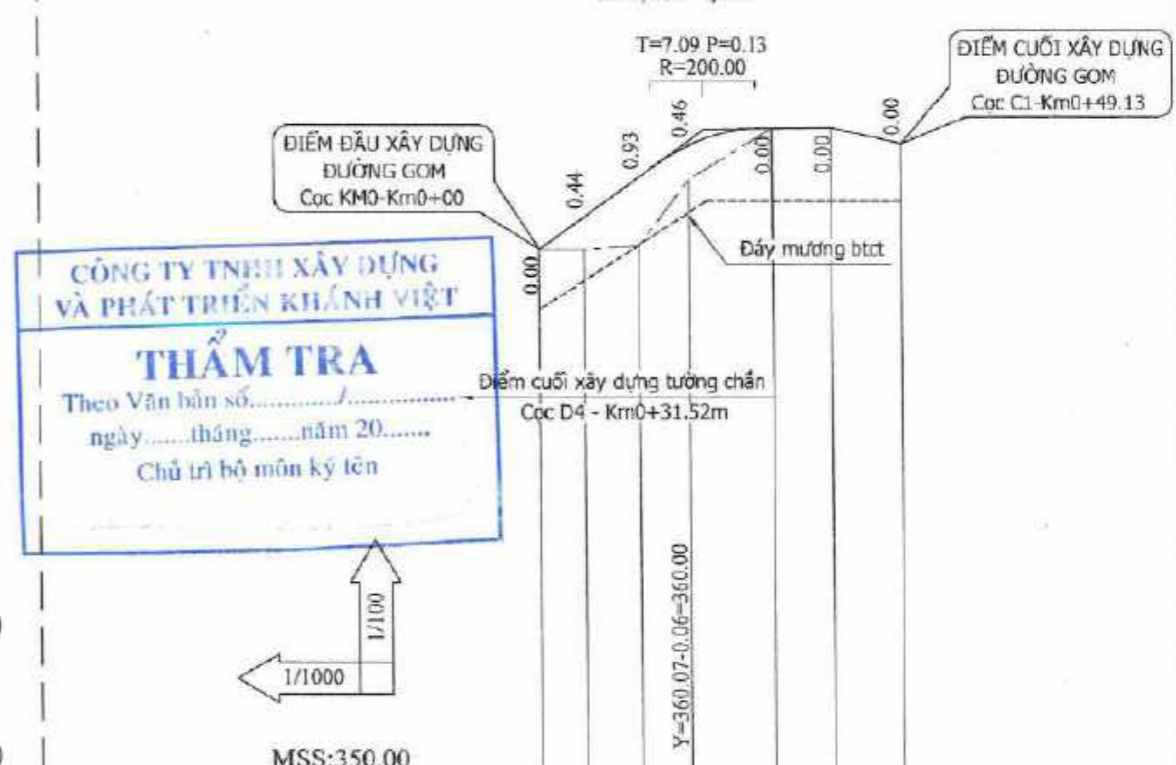 T=7.09 P=0.13
R=200.00
ĐIỂM CUỐI XÂY DỰNG
ĐƯỜNG GOM
Cọc C1-Km0+49.13
ĐIỂM ĐẦU XÂY DỰNG
ĐƯỜNG GOM
Cọc KM0-Km0+00
0.00
0.44
0.93
0.46
0.00
0.00
0.00
Đáy mương btct
CÔNG TY TNHH XÂY DỰNG
VÀ PHÁT TRIỂN KHÁNH VIỆT
THẨM TRA
Theo Văn bản số............./................
ngày.......tháng.......năm 20.......
Chủ trì bộ môn ký tên
Điểm cuối xây dựng tường chắn
Cọc D4 - Km0+31.52m
1/100
1/1000
Y=360.07-0.06=360.00
MSS:350.00